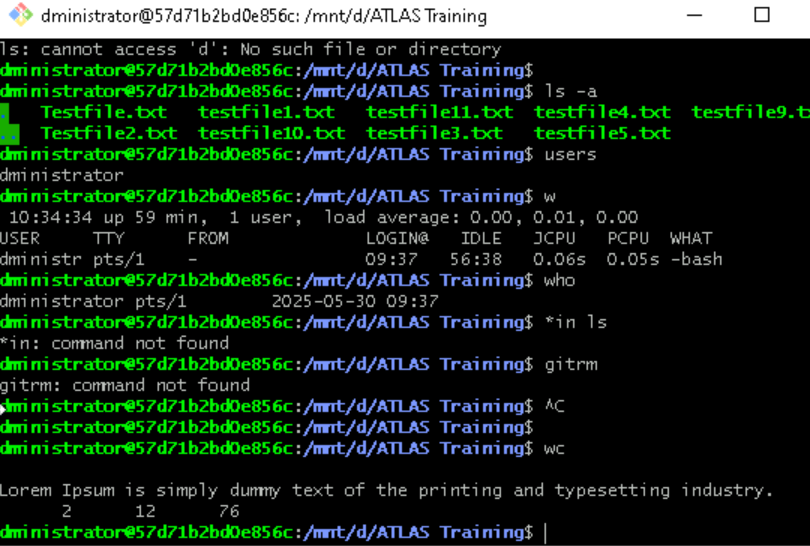 dministrator@57d71b2bd0e856c: /mnt/d/ATLAS Training
ls: cannot access 'd': No such file or directory
dministrator@57d71b2bd0e856c:/mnt/d/ATLAS Training$
dministrator@57d71b2bd0e856c:/mnt/d/ATLAS Training$ ls -a
.   Testfile.txt   testfile1.txt   testfile11.txt   testfile4.txt   testfile9.t
..  Testfile2.txt  testfile10.txt  testfile3.txt   testfile5.txt
dministrator@57d71b2bd0e856c:/mnt/d/ATLAS Training$ users
dministrator
dministrator@57d71b2bd0e856c:/mnt/d/ATLAS Training$ w
10:34:34 up 59 min,  1 user,  load average: 0.00, 0.01, 0.00
USER     TTY      FROM             LOGIN@   IDLE   JCPU   PCPU  WHAT
dministr pts/1    -                09:37   56:38   0.06s  0.05s -bash
dministrator@57d71b2bd0e856c:/mnt/d/ATLAS Training$ who
dministrator pts/1        2025-05-30 09:37
dministrator@57d71b2bd0e856c:/mnt/d/ATLAS Training$ *in ls
*in: command not found
dministrator@57d71b2bd0e856c:/mnt/d/ATLAS Training$ gitrm
gitrm: command not found
dministrator@57d71b2bd0e856c:/mnt/d/ATLAS Training$ ^C
dministrator@57d71b2bd0e856c:/mnt/d/ATLAS Training$
dministrator@57d71b2bd0e856c:/mnt/d/ATLAS Training$ wc
Lorem Ipsum is simply dummy text of the printing and typesetting industry.
2      12      76
dministrator@57d71b2bd0e856c:/mnt/d/ATLAS Training$